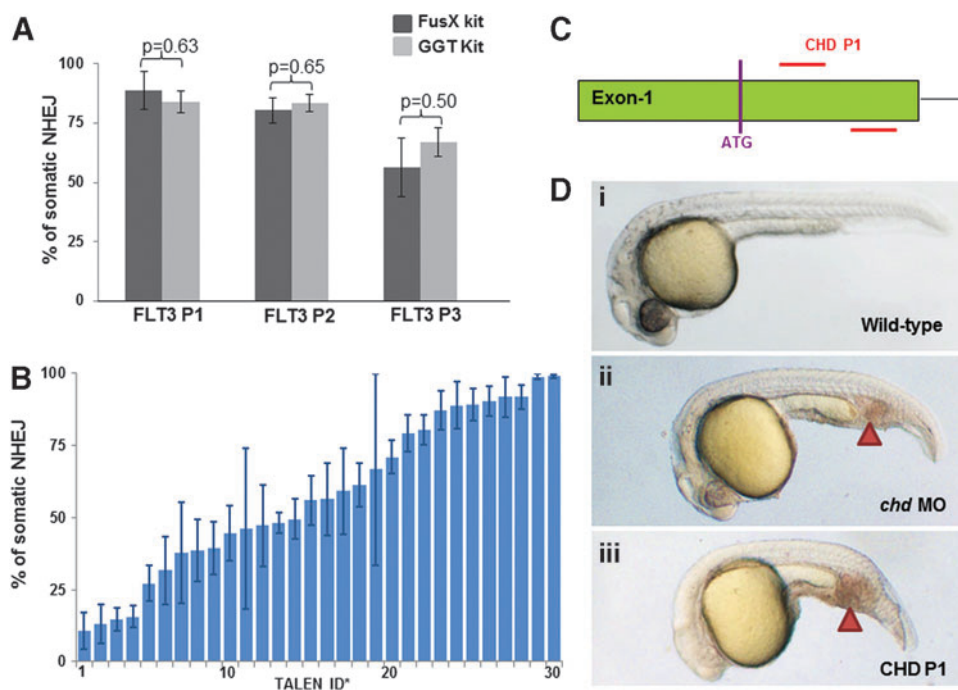 A
FusX kit
GGT Kit
p=0.63
p=0.65
p=0.50
% of somatic NHEJ
100
75
50
25
0
FLT3 P1
FLT3 P2
FLT3 P3
B
% of somatic NHEJ
100
75
50
25
0
1
10
20
30
TALEN ID*
C
CHD P1
Exon-1
ATG
D
i
Wild-type
ii
chd MO
iii
CHD P1